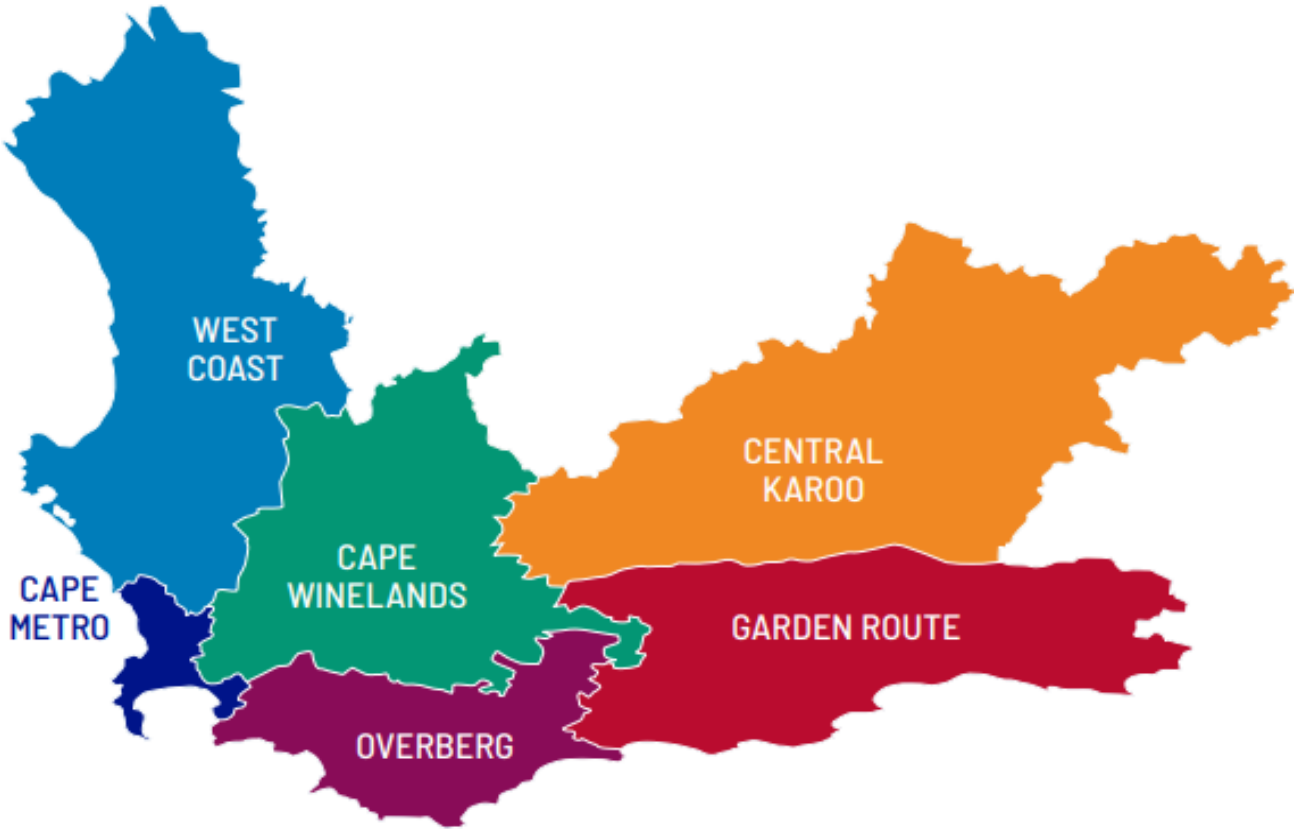 WEST
COAST
CENTRAL
KAROO
CAPE
WINELANDS
CAPE
METRO
GARDEN ROUTE
OVERBERG